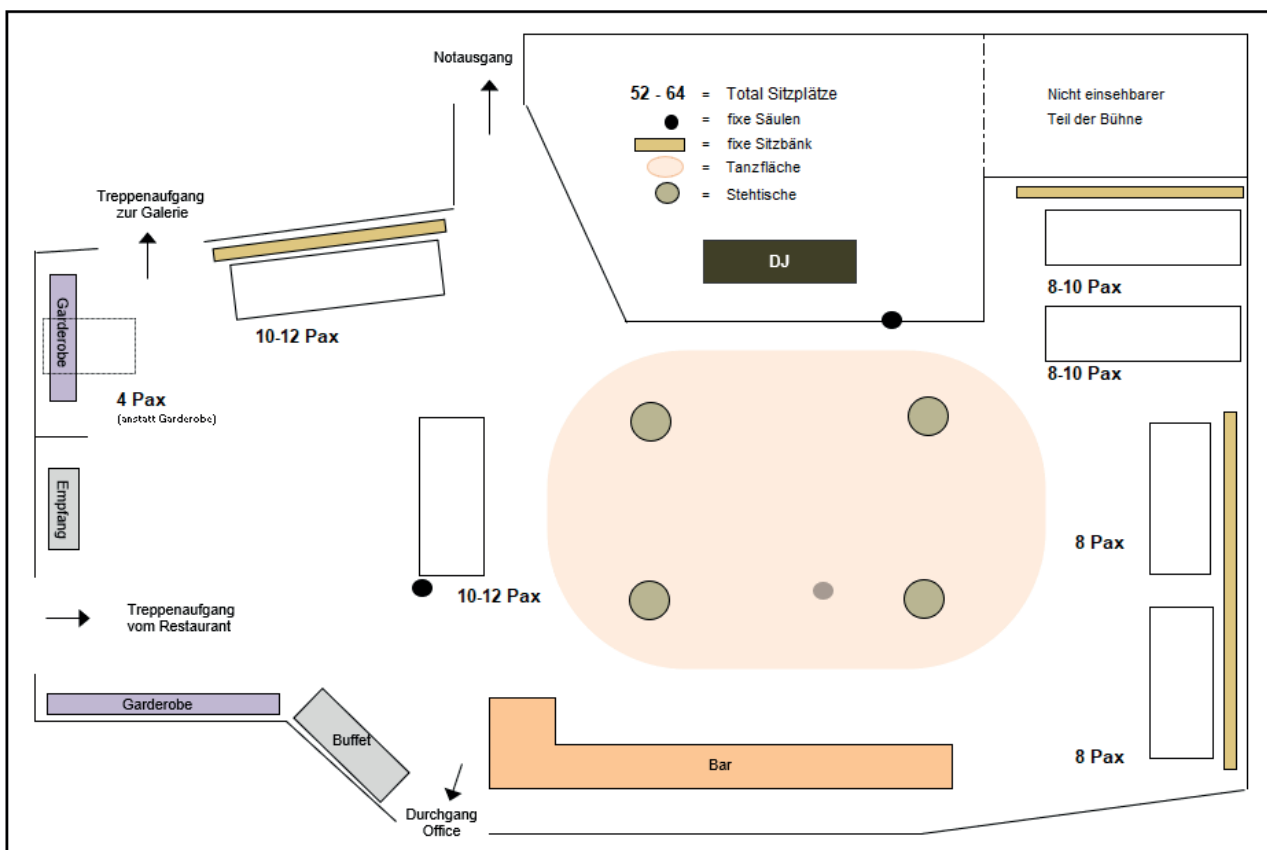 Notausgang
52 - 64 = Total Sitzplätze
= fixe Säulen
= fixe Sitzbänk
= Tanzfläche
= Stehtische
Nicht einsehbarer
Teil der Bühne
Treppenaufgang
zur Galerie
DJ
8-10 Pax
Garderobe
10-12 Pax
8-10 Pax
4 Pax
(anstatt Garderobe)
Empfang
8 Pax
10-12 Pax
Treppenaufgang
vom Restaurant
Garderobe
Buffet
Bar
8 Pax
Durchgang
Office